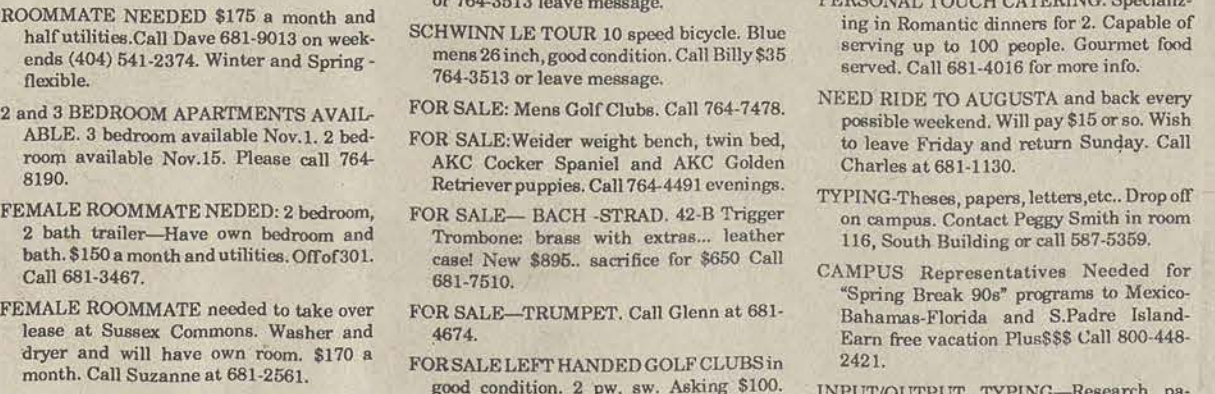 ROOMMATE NEEDED $175 a month and
half utilities.Call Dave 681-9013 on week-
ends (404) 541-2374. Winter and Spring -
flexible.
2 and 3 BEDROOM APARTMENTS AVAIL-
ABLE. 3 bedroom available Nov.1. 2 bed-
room available Nov.15. Please call 764-
8190.
FEMALE ROOMMATE NEDED: 2 bedroom,
2 bath trailer—Have own bedroom and
bath. $150 a month and utilities. Off of 301.
Call 681-3467.
FEMALE ROOMMATE needed to take over
lease at Sussex Commons. Washer and
dryer and will have own room. $170 a
month. Call Suzanne at 681-2561.
or 764-3513 leave message.
SCHWINN LE TOUR 10 speed bicycle. Blue
mens 26 inch, good condition. Call Billy $35
764-3513 or leave message.
FOR SALE: Mens Golf Clubs. Call 764-7478.
FOR SALE:Weider weight bench, twin bed,
AKC Cocker Spaniel and AKC Golden
Retriever puppies. Call 764-4491 evenings.
FOR SALE— BACH -STRAD. 42-B Trigger
Trombone: brass with extras... leather
case! New $895.. sacrifice for $650 Call
681-7510.
FOR SALE—TRUMPET. Call Glenn at 681-
4674.
FOR SALE LEFT HANDED GOLF CLUBS in
good condition. 2 pw, sw. Asking $100.
PERSONAL TOUCH CATERING. Specializ-
ing in Romantic dinners for 2. Capable of
serving up to 100 people. Gourmet food
served. Call 681-4016 for more info.
NEED RIDE TO AUGUSTA and back every
possible weekend. Will pay $15 or so. Wish
to leave Friday and return Sunday. Call
Charles at 681-1130.
TYPING-Theses, papers, letters,etc.. Drop off
on campus. Contact Peggy Smith in room
116, South Building or call 587-5359.
CAMPUS Representatives Needed for
"Spring Break 90s" programs to Mexico-
Bahamas-Florida and S.Padre Island-
Earn free vacation Plus$$$ Call 800-448-
2421.
INPUT/OUTPUT TYPING—Research pa-